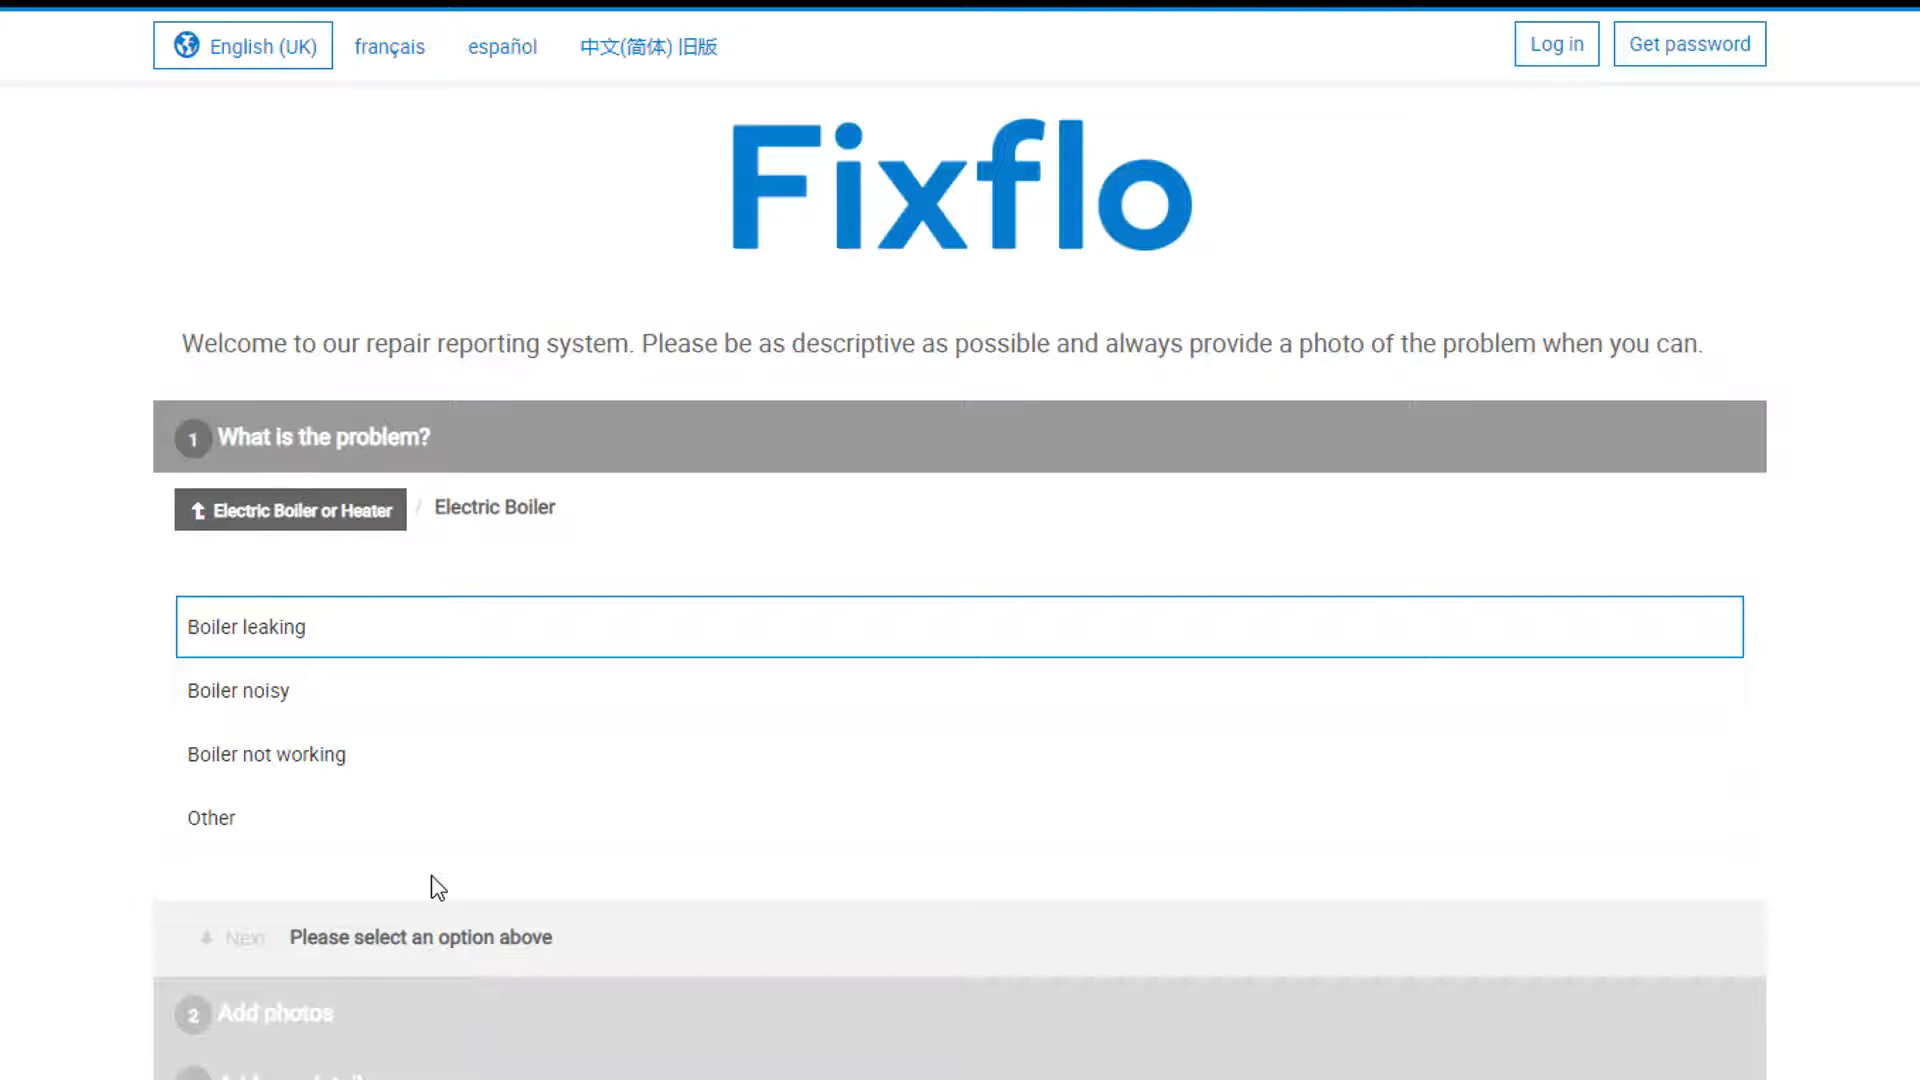 English (UK) français español 中文(简体) 旧版 Log in Get password
Fixflo
Welcome to our repair reporting system. Please be as descriptive as possible and always provide a photo of the problem when you can.
1 What is the problem?
Electric Boiler or Heater / Electric Boiler
Boiler leaking
Boiler noisy
Boiler not working
Other
Next Please select an option above
2 Add photos